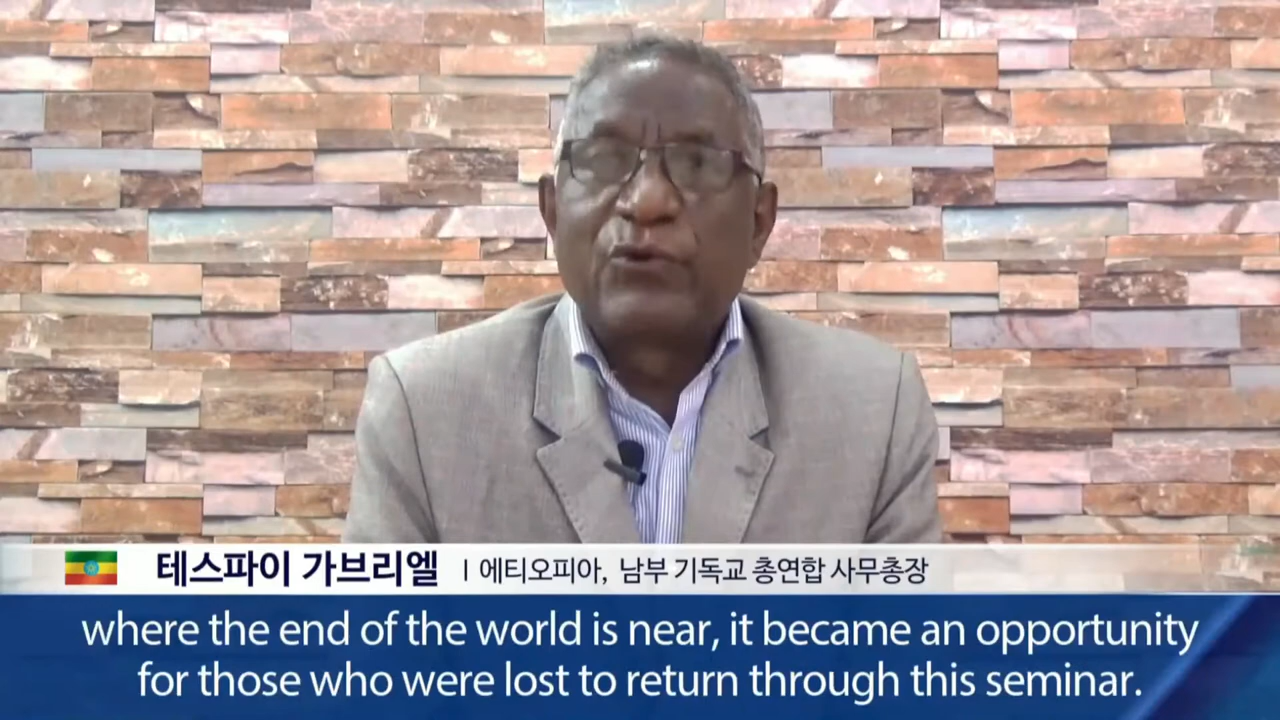 테스파이 가브리엘 | 에티오피아, 남부 기독교 총연합 사무총장
where the end of the world is near, it became an opportunity
for those who were lost to return through this seminar.